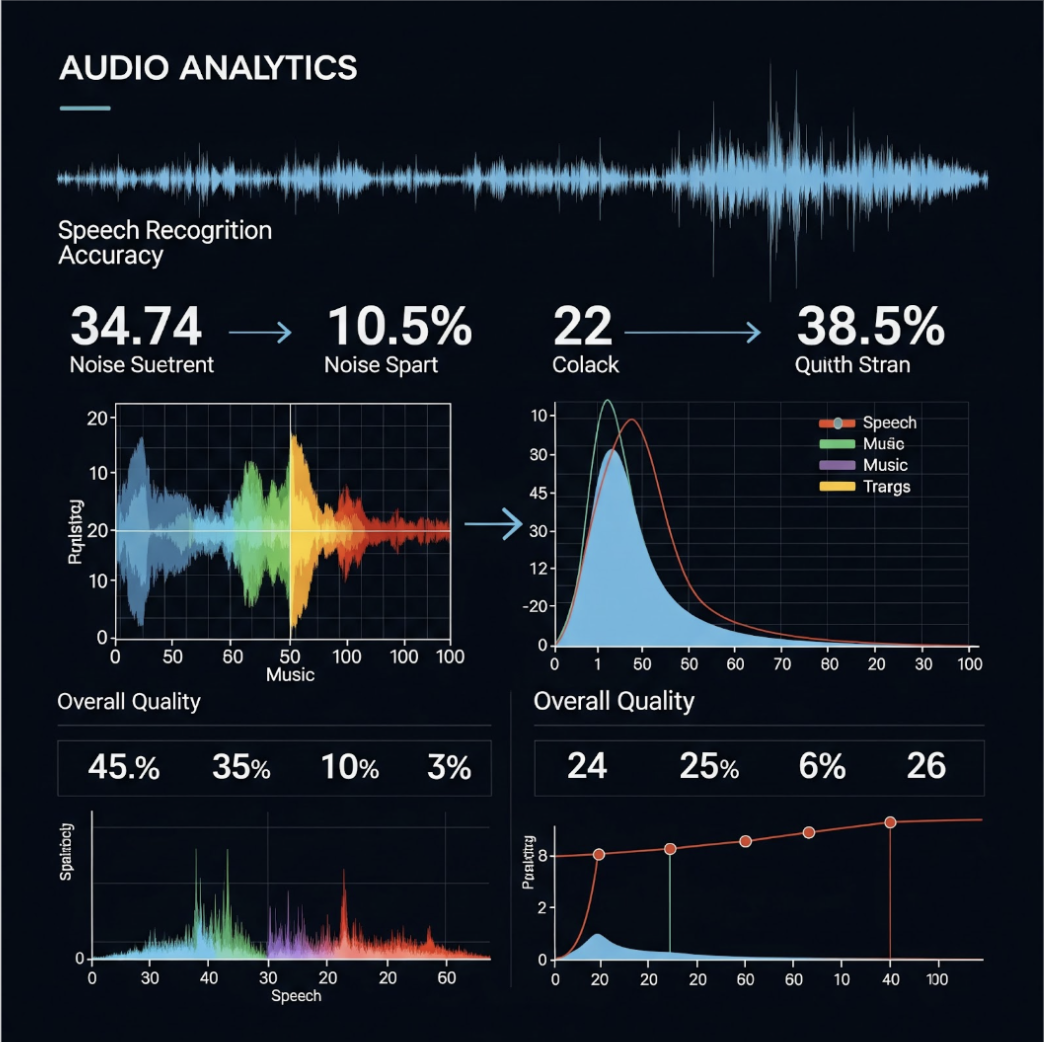 AUDIO ANALYTICS
Speech Recogrition
Accuracy
34.74 10.5% 22 38.5%
Noise Suetrent Noise Spart Colack Quitth Stran
20
10
20
10
0
0 50 60 50 100 100 100
Music
10
30
45
30
12
-20
0
0 1 50 50 60 70 80 20 30 100
Speech
Music
Trargs
Overall Quality Overall Quality
45.% 35% 10% 3% 24 25% 6% 26
0
0 30 40 30 20 20 60
Speech
8
2
0
0 20 20 20 60 60 10 40 100